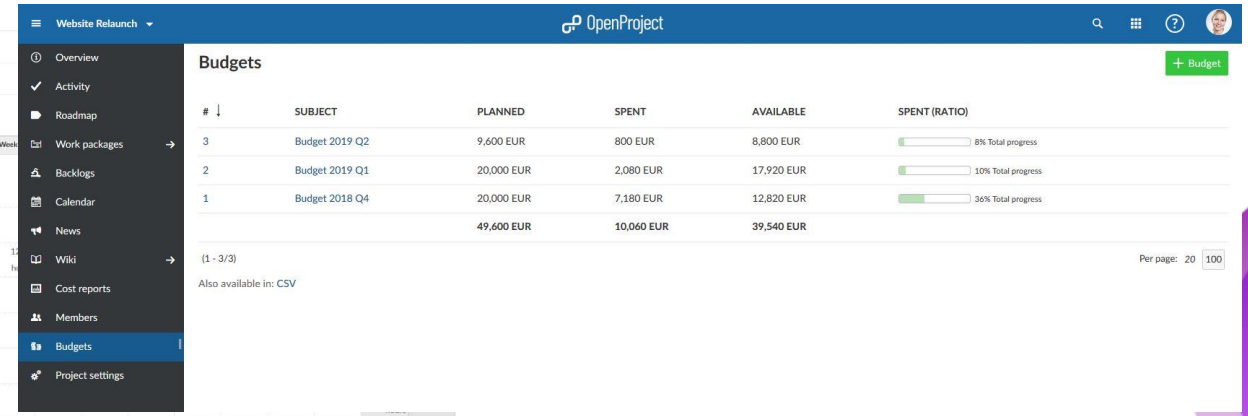 Website Relaunch
OpenProject
Overview
Activity
Roadmap
Work packages
Backlogs
Calendar
News
Wiki
Cost reports
Members
Budgets
Project settings
Budgets
+ Budget
# SUBJECT PLANNED SPENT AVAILABLE SPENT (RATIO)
3 Budget 2019 Q2 9,600 EUR 800 EUR 8,800 EUR 8% Total progress
2 Budget 2019 Q1 20,000 EUR 2,080 EUR 17,920 EUR 10% Total progress
1 Budget 2018 Q4 20,000 EUR 7,180 EUR 12,820 EUR 36% Total progress
49,600 EUR 10,060 EUR 39,540 EUR
(1 - 3/3)
Per page: 20 100
Also available in: CSV
Week